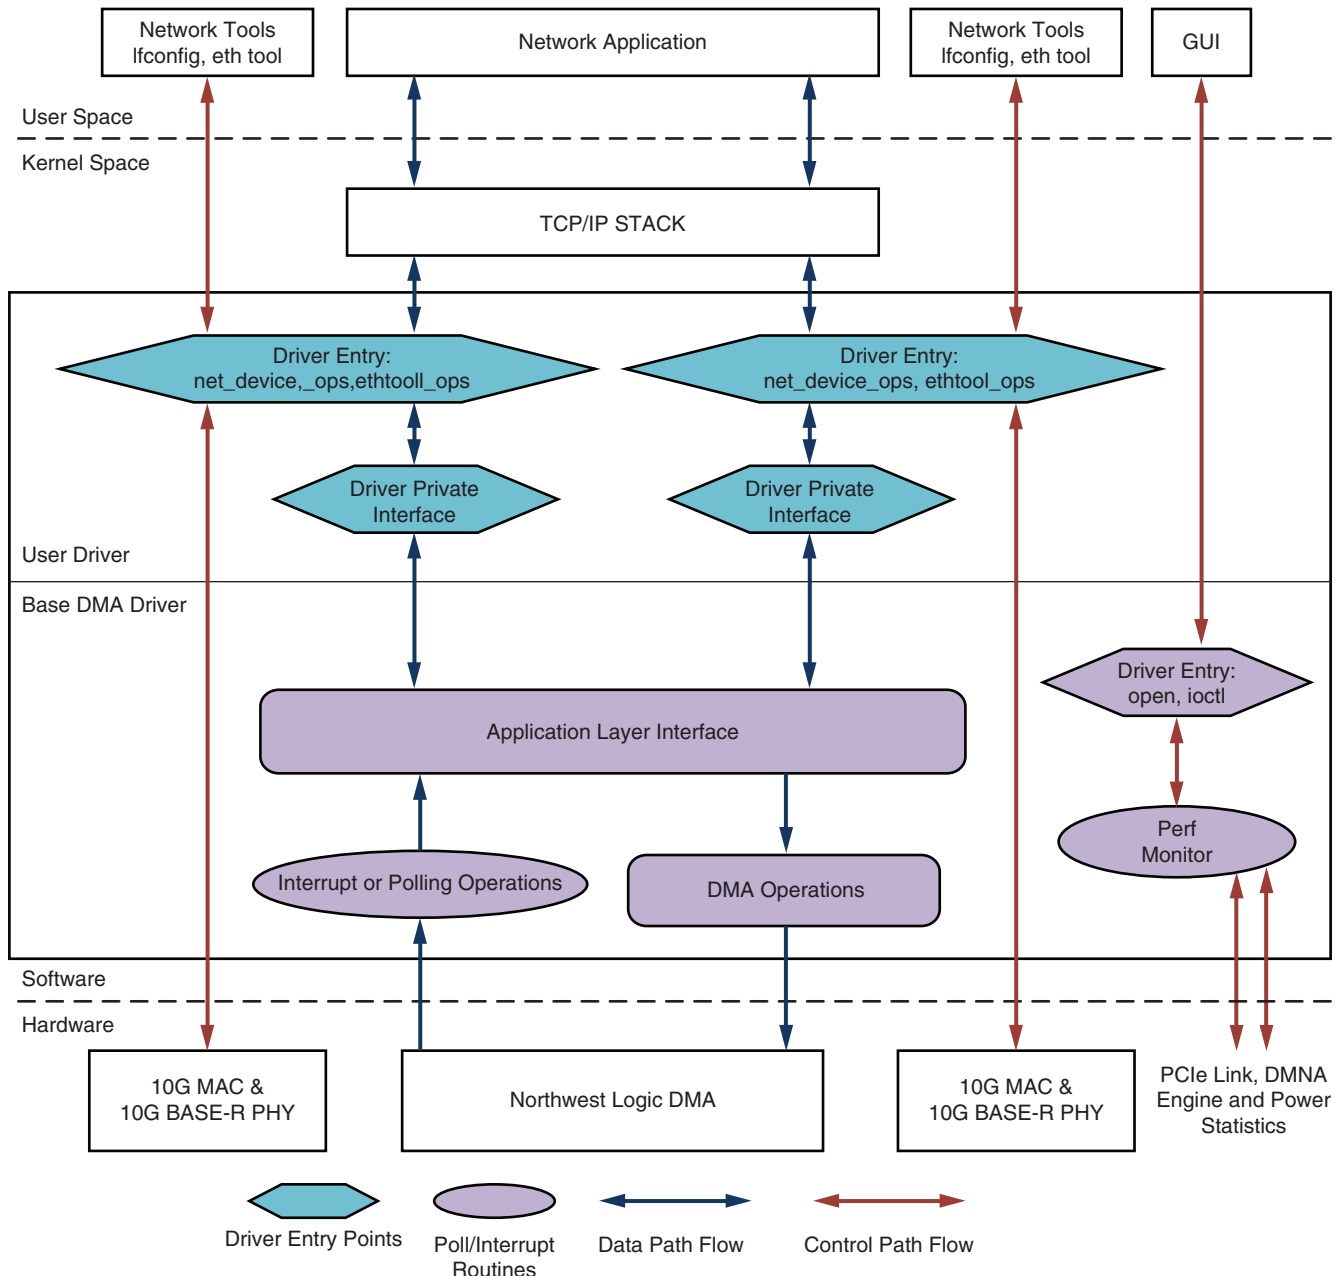 Network Tools
Ifconfig, eth tool
Network Application
Network Tools
Ifconfig, eth tool
GUI
User Space
Kernel Space
TCP/IP STACK
Driver Entry:
net_device,_ops,ethtooll_ops
Driver Entry:
net_device_ops, ethtool_ops
Driver Private
Interface
Driver Private
Interface
User Driver
Base DMA Driver
Driver Entry:
open, ioctl
Application Layer Interface
Perf
Monitor
Interrupt or Polling Operations
DMA Operations
Software
Hardware
10G MAC &
10G BASE-R PHY
Northwest Logic DMA
10G MAC &
10G BASE-R PHY
PCIe Link, DMNA
Engine and Power
Statistics
Driver Entry Points
Poll/Interrupt
Routines
Data Path Flow
Control Path Flow